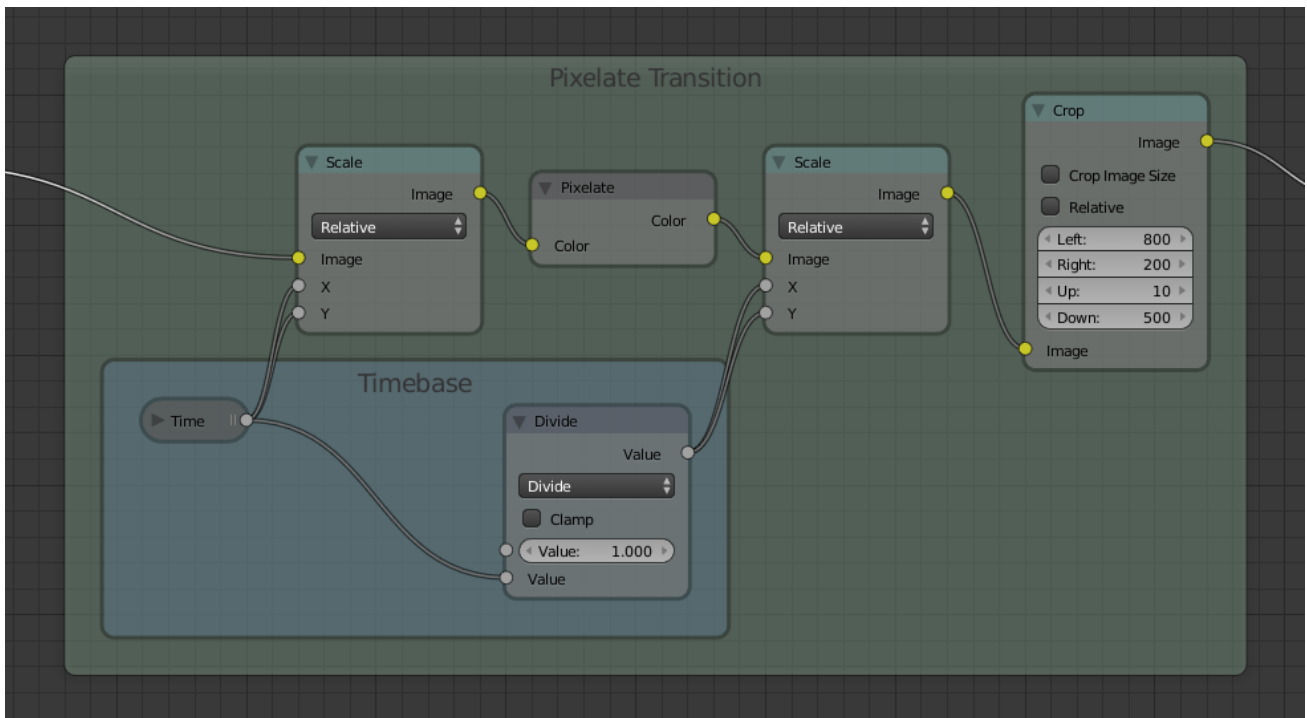 Pixelate Transition
Scale
Image
Relative
Image
X
Y
Pixelate
Color
Color
Scale
Image
Relative
Image
X
Y
Crop
Image
Crop Image Size
Relative
Left: 800
Right: 200
Up: 10
Down: 500
Image
Timebase
Time
Divide
Value
Divide
Clamp
Value: 1.000
Value